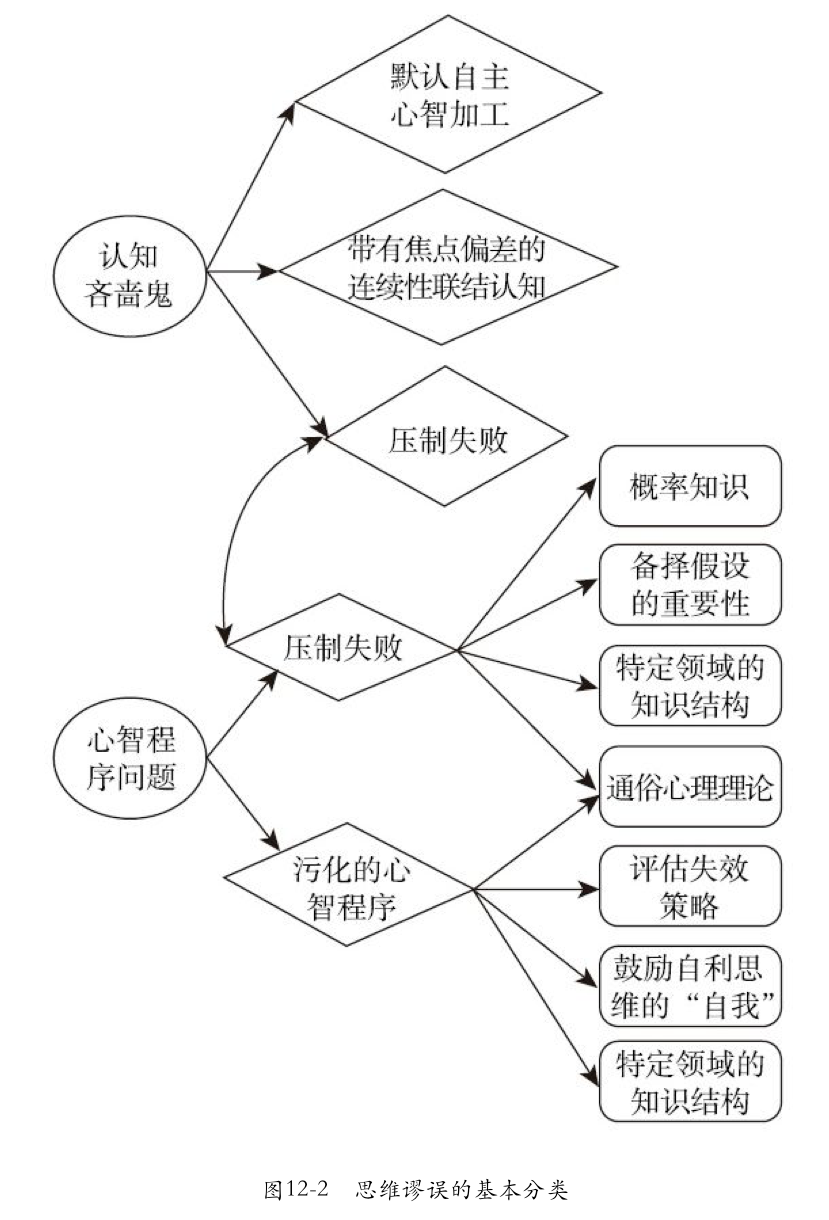 默认自主
心智加工
认知
吝啬鬼
带有焦点偏差的
连续性联结认知
压制失败
概率知识
备择假设
的重要性
压制失败
特定领域的
知识结构
心智程
序问题
通俗心理理论
污化的心
智程序
评估失效
策略
鼓励自利思
维的“自我”
特定领域的
知识结构
图12-2 思维谬误的基本分类